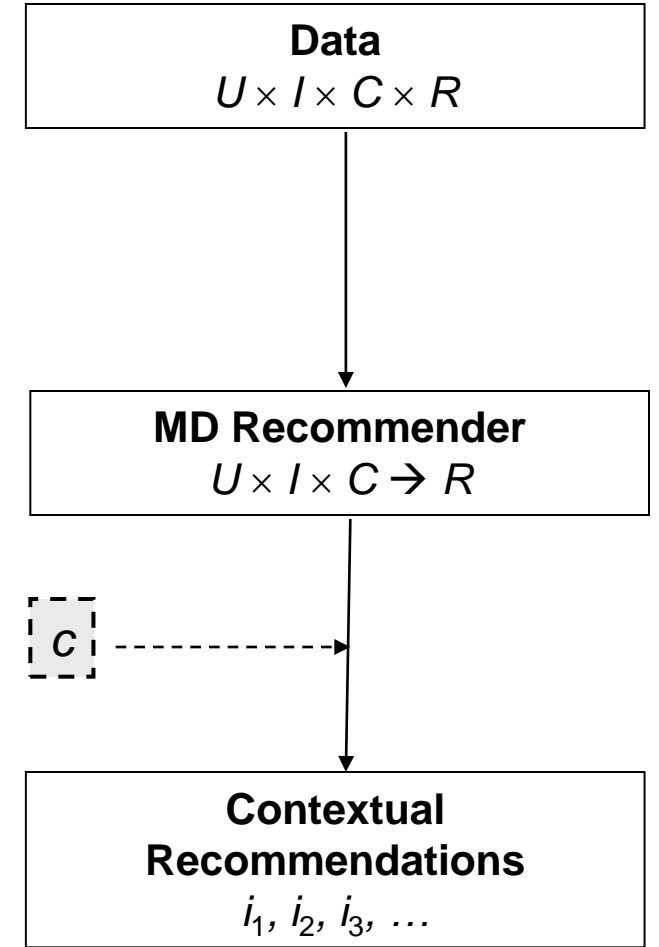 Data
U × I × C × R
MD Recommender
U × I × C → R
c
Contextual
Recommendations
i₁, i₂, i₃, …